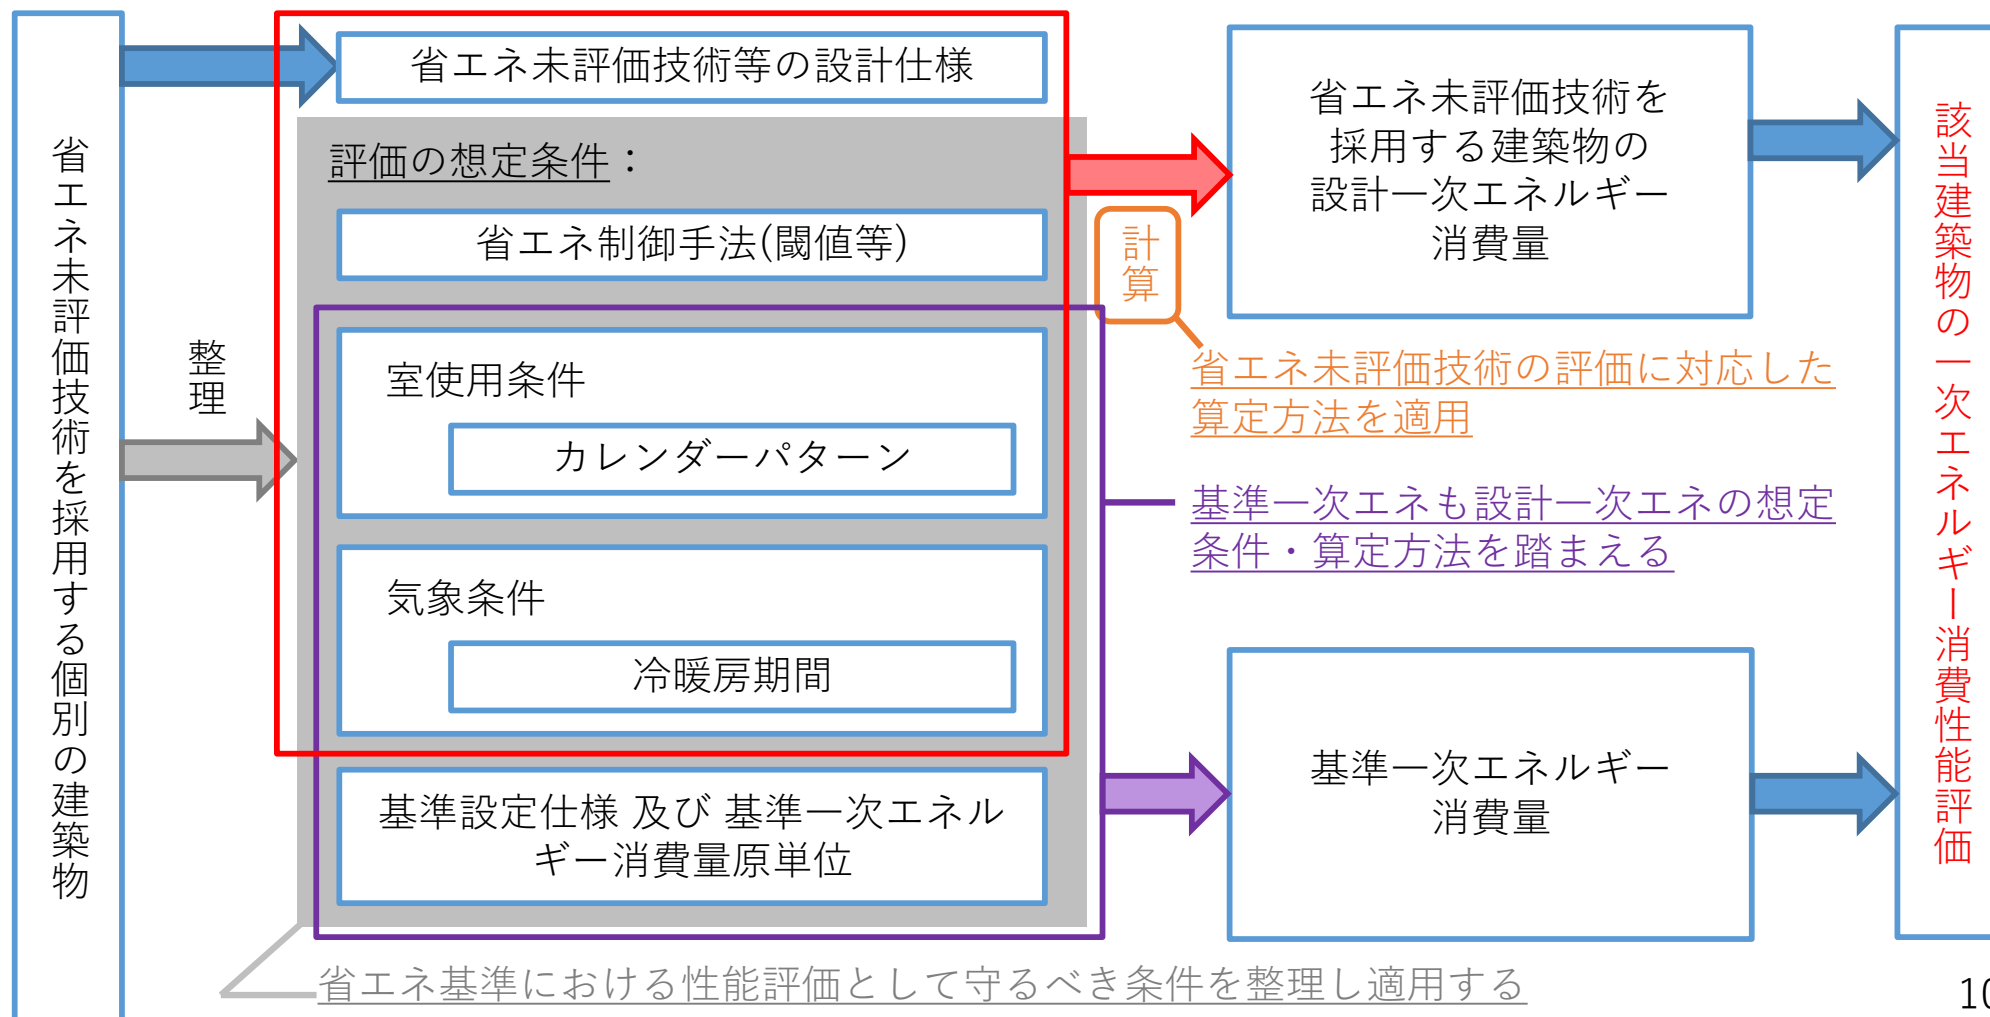 省エネ未評価技術を採用する個別の建築物
整理
省エネ未評価技術等の設計仕様
評価の想定条件：
省エネ制御手法(閾値等)
室使用条件
カレンダーパターン
気象条件
冷暖房期間
基準設定仕様 及び 基準一次エネル
ギー消費量原単位
省エネ基準における性能評価として守るべき条件を整理し適用する
計算
省エネ未評価技術を
採用する建築物の
設計一次エネルギー
消費量
省エネ未評価技術の評価に対応した
算定方法を適用
基準一次エネも設計一次エネの想定
条件・算定方法を踏まえる
基準一次エネルギー
消費量
該当建築物の一次エネルギー消費性能評価
10